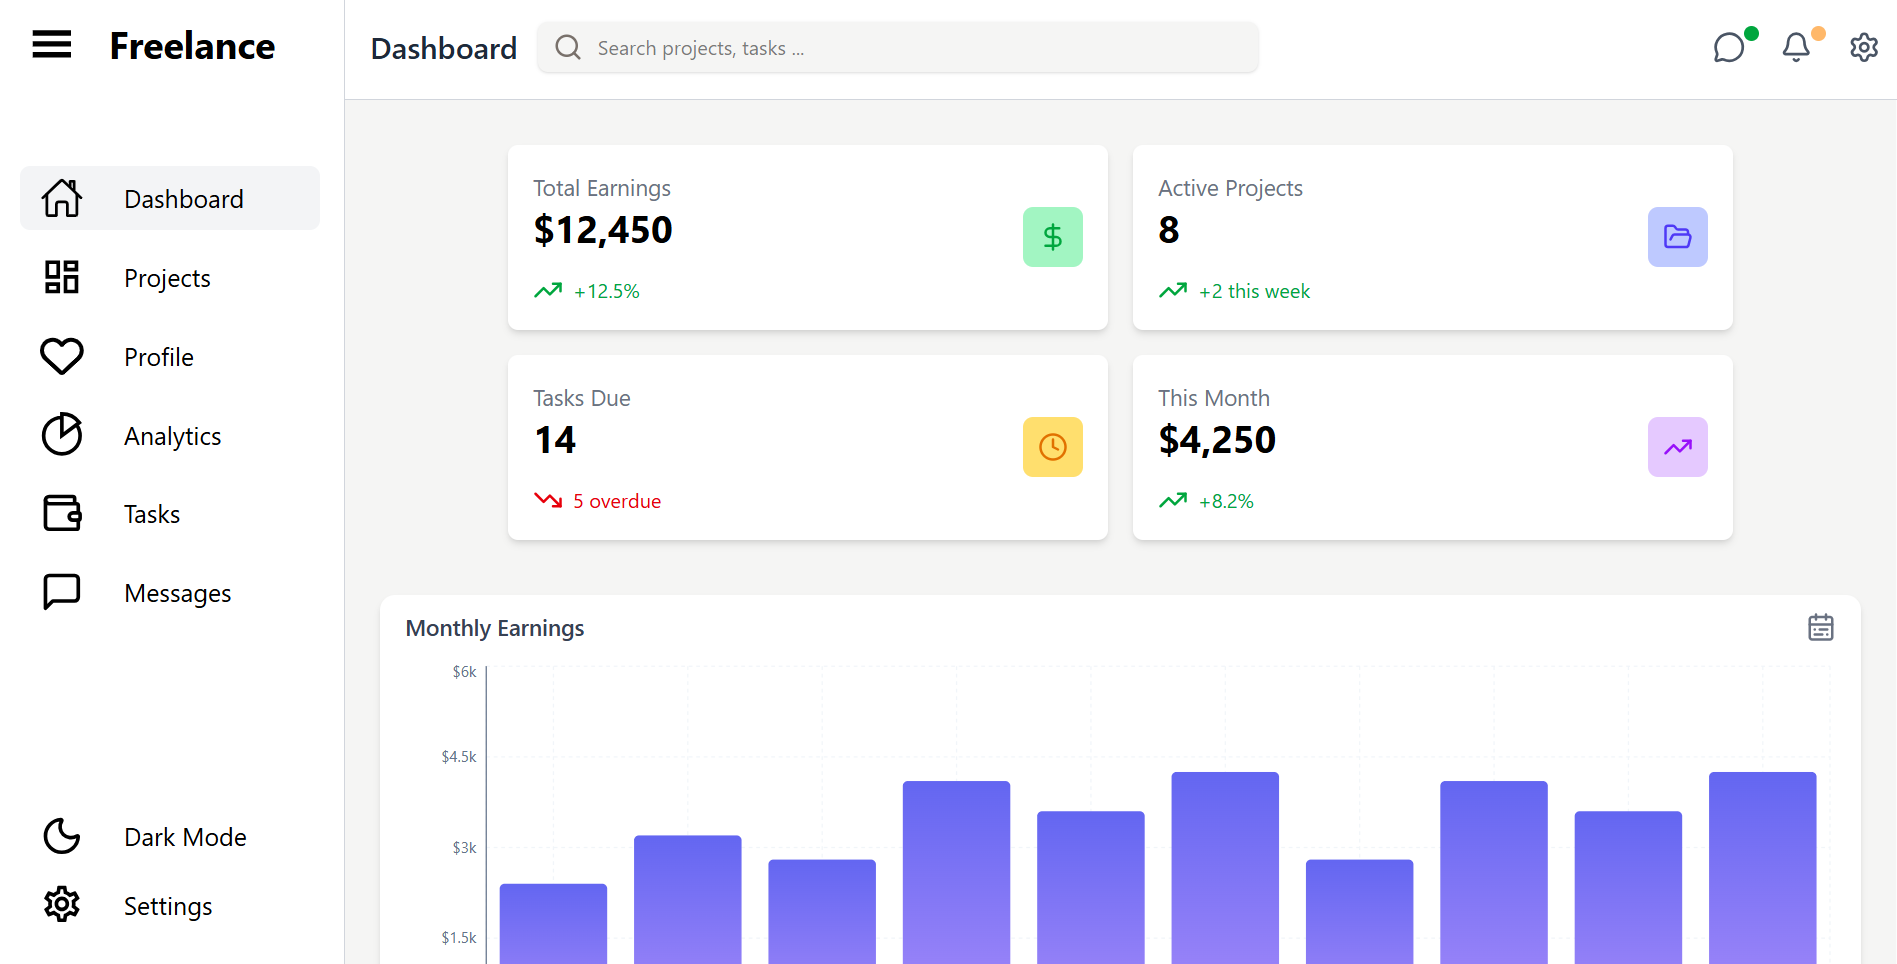 Freelance
Dashboard
Projects
Profile
Analytics
Tasks
Messages
Dark Mode
Settings
Dashboard
Search projects, tasks ...
Total Earnings
$12,450
+12.5%
Active Projects
8
+2 this week
Tasks Due
14
5 overdue
This Month
$4,250
+8.2%
Monthly Earnings
$6k
$4.5k
$3k
$1.5k